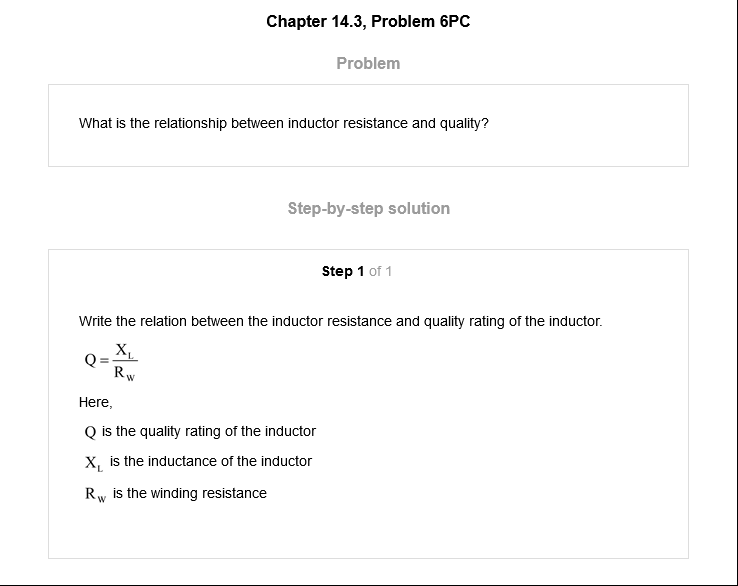 Chapter 14.3, Problem 6PC
Problem
What is the relationship between inductor resistance and quality?
Step-by-step solution
Step 1 of 1
Write the relation between the inductor resistance and quality rating of the inductor.
Q = X_L / R_W
Here,
Q is the quality rating of the inductor
X_L is the inductance of the inductor
R_W is the winding resistance